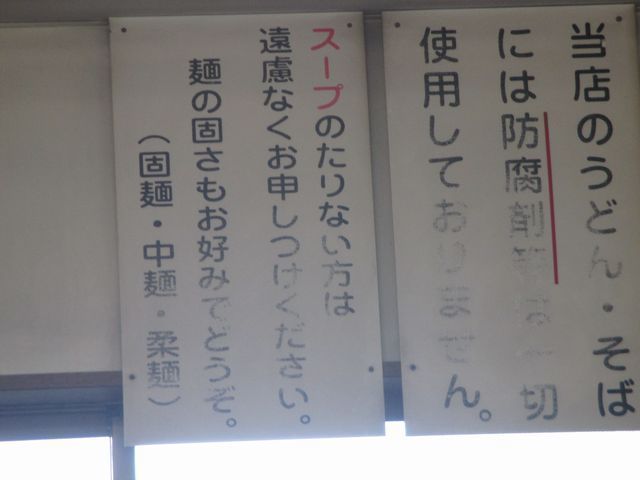 当店のうどん・そば
には防腐剤等は一切
使用しておりません。
スープのたりない方は
遠慮なくお申しつけください。
麺の固さもお好みでどうぞ。
（固麺・中麺・柔麺）